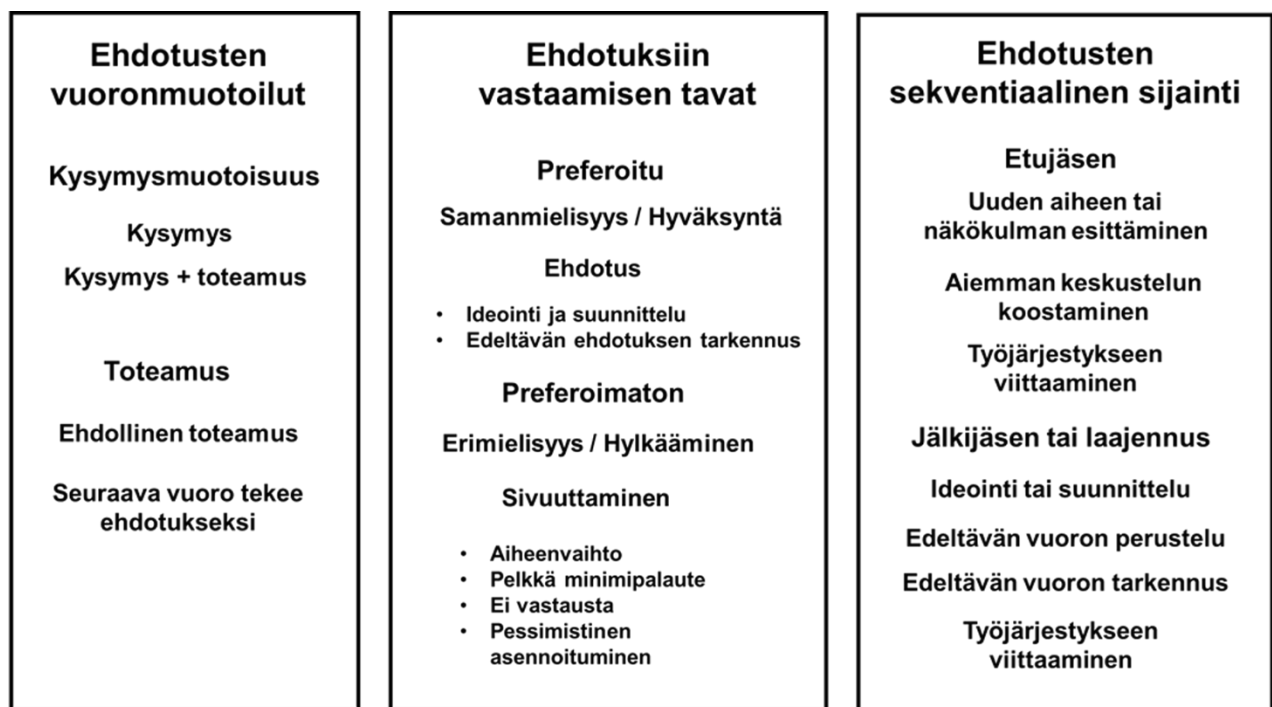 Ehdotusten
vuoronmuotoilut
Kysymysmuotoisuus
Kysymys
Kysymys + toteamus
Toteamus
Ehdollinen toteamus
Seuraava vuoro tekee
ehdotukseksi
Ehdotuksiin
vastaamisen tavat
Preferoitu
Samanmielisyys / Hyväksyntä
Ehdotus
• Ideointi ja suunnittelu
• Edeltävän ehdotuksen tarkennus
Preferoimaton
Erimielisyys / Hylkääminen
Sivuuttaminen
• Aiheenvaihto
• Pelkkä minimipalaute
• Ei vastausta
• Pessimistinen
asennoituminen
Ehdotusten
sekventiaalinen sijainti
Etujäsen
Uuden aiheen tai
näkökulman esittäminen
Aiemman keskustelun
koostaminen
Työjärjestykseen
viittaaminen
Jälkijäsen tai laajennus
Ideointi tai suunnittelu
Edeltävän vuoron perustelu
Edeltävän vuoron tarkennus
Työjärjestykseen
viittaaminen